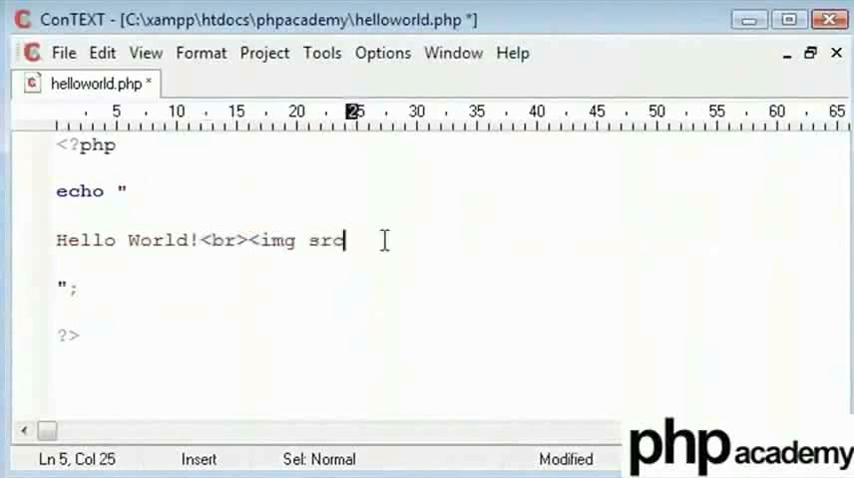 ConTEXT - [C:\xampp\htdocs\phpacademy\helloworld.php *]
File Edit View Format Project Tools Options Window Help
helloworld.php *
5 10 15 20 25 30 35 40 45 50 55 60 65
<?php
echo "
Hello World!<br><img src
";
?>
Ln 5, Col 25 Insert Sel: Normal Modified
php academy